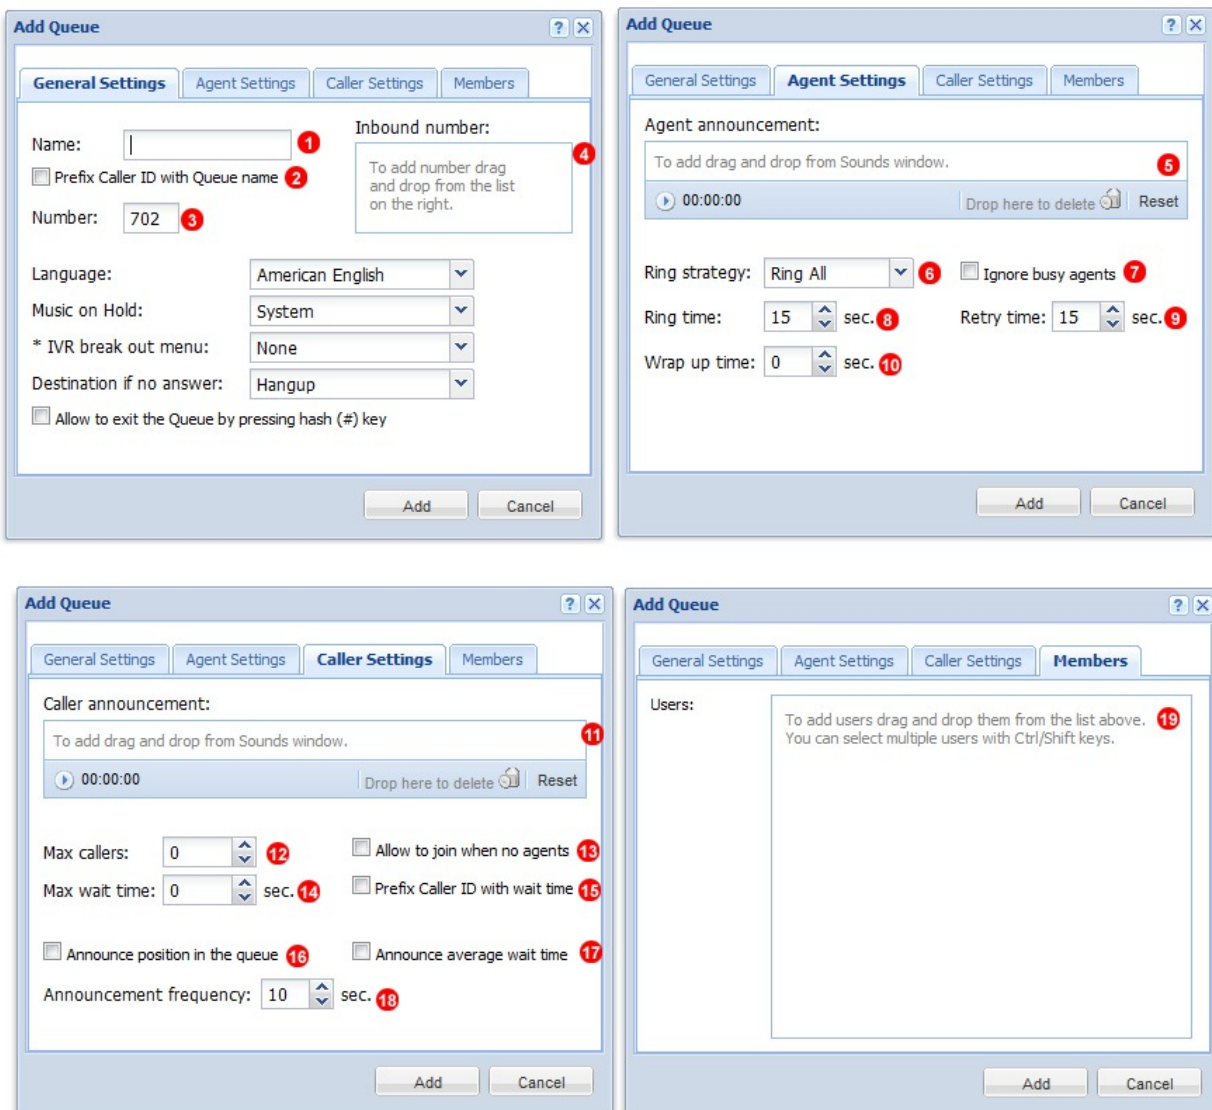 Add Queue
General Settings Agent Settings Caller Settings Members
Name: 1
Prefix Caller ID with Queue name 2
Number: 702 3
Inbound number:
To add number drag 4
and drop from the list
on the right.
Language: American English
Music on Hold: System
* IVR break out menu: None
Destination if no answer: Hangup
Allow to exit the Queue by pressing hash (#) key
Add Cancel
Add Queue
General Settings Agent Settings Caller Settings Members
Agent announcement:
To add drag and drop from Sounds window. 5
00:00:00 Drop here to delete Reset
Ring strategy: Ring All 6 Ignore busy agents 7
Ring time: 15 sec. 8 Retry time: 15 sec. 9
Wrap up time: 0 sec. 10
Add Cancel
Add Queue
General Settings Agent Settings Caller Settings Members
Caller announcement:
To add drag and drop from Sounds window. 11
00:00:00 Drop here to delete Reset
Max callers: 0 12 Allow to join when no agents 13
Max wait time: 0 sec. 14 Prefix Caller ID with wait time 15
Announce position in the queue 16 Announce average wait time 17
Announcement frequency: 10 sec. 18
Add Cancel
Add Queue
General Settings Agent Settings Caller Settings Members
Users:
To add users drag and drop them from the list above. 19
You can select multiple users with Ctrl/Shift keys.
Add Cancel